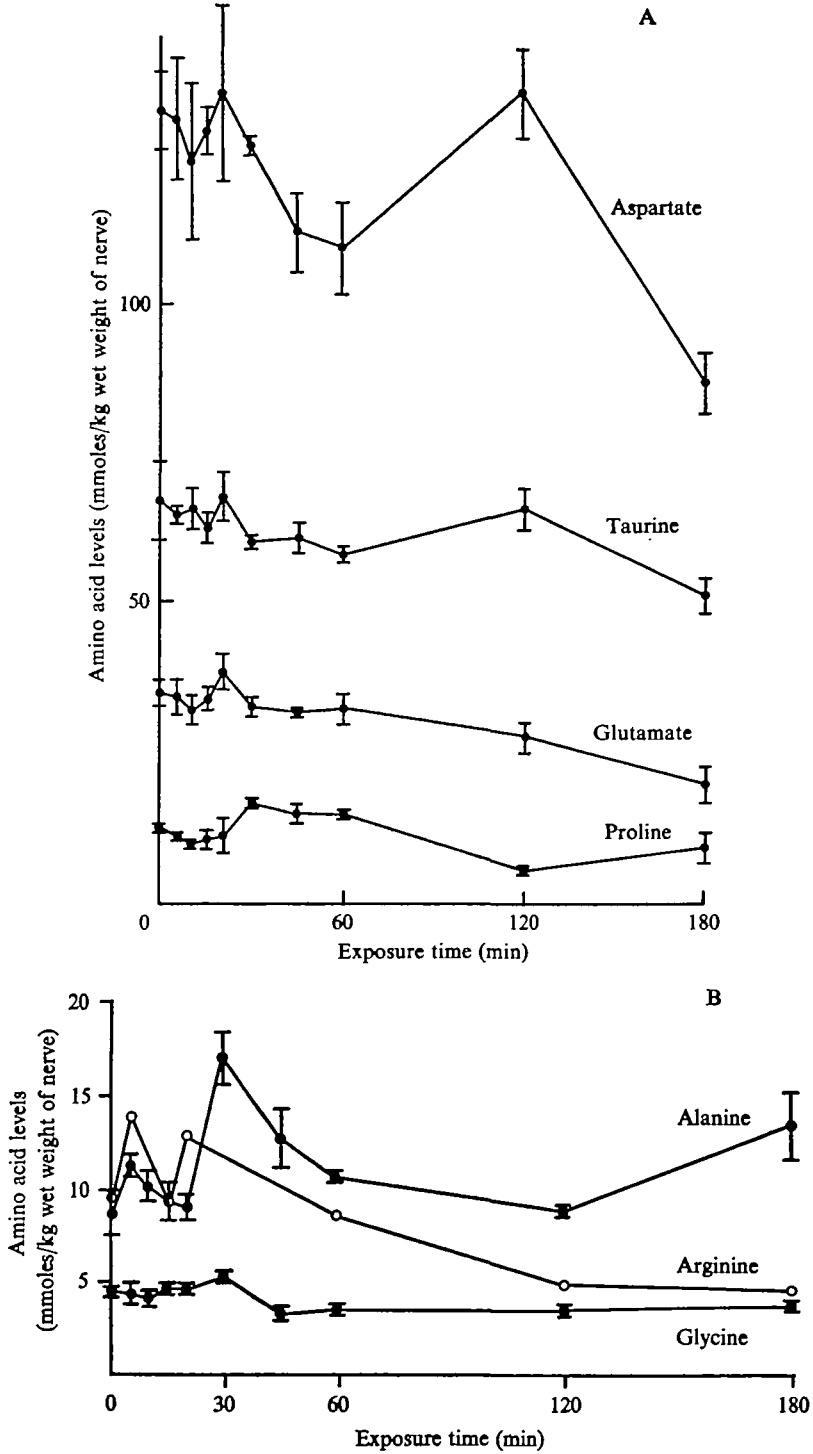 A
Amino acid levels (mmoles/kg wet weight of nerve)
100
50
0
Aspartate
Taurine
Glutamate
Proline
60
120
180
Exposure time (min)
B
Amino acid levels
(mmoles/kg wet weight of nerve)
20
15
10
5
Alanine
Arginine
Glycine
0
30
60
120
180
Exposure time (min)